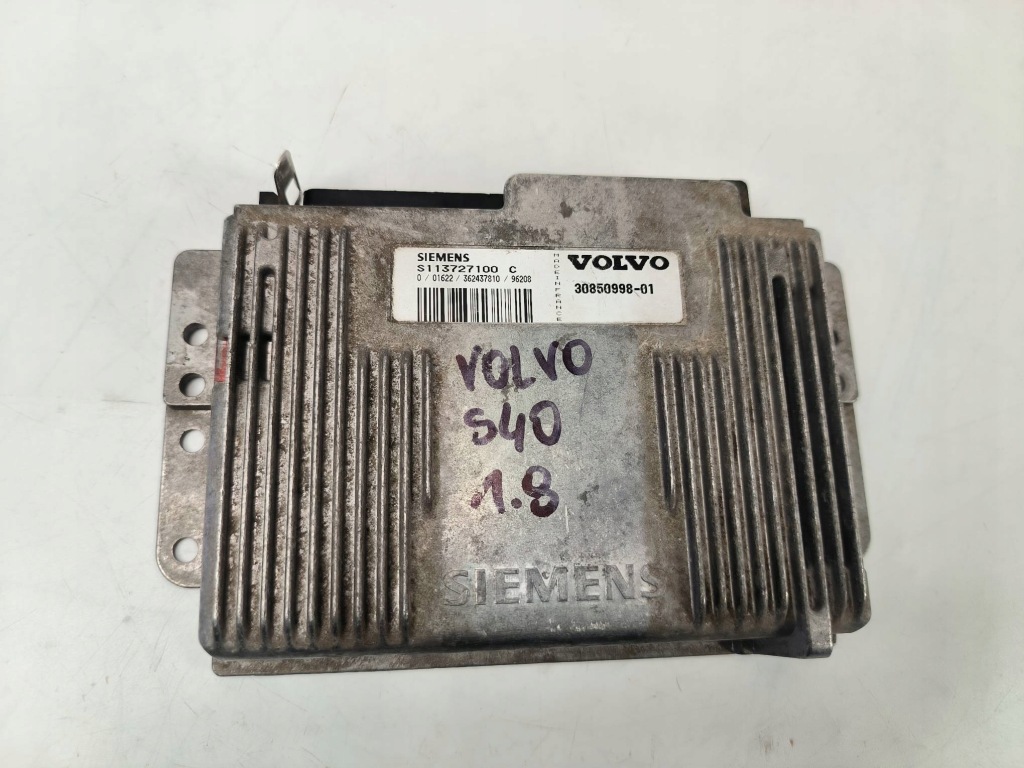 SIEMENS
S113727100 C
0 / 01622 / 362437810 / 96208
MADE IN FRANCE
VOLVO
30850998-01
VOLVO
S40
1.8
SIEMENS